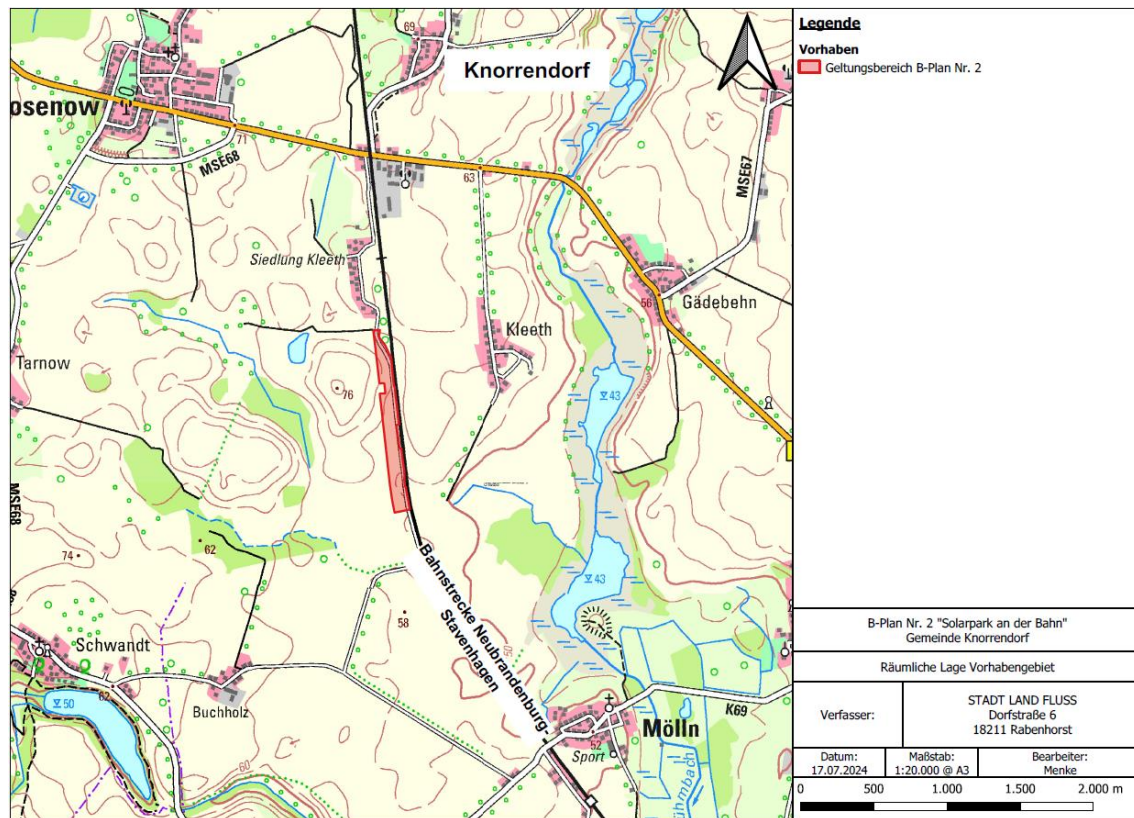 69
Knorrendorf
osenow
71
MSE68
63
MSE67
Siedlung Kleeth
Gädebehn
56
Kleeth
Tarnow
76
43
MSE68
62
74
Bahnstrecke Neubrandenburg-
Stavenhagen
43
58
50
Schwandt
62
50
Buchholz
60
K69
Mölln
52
Sport
Legende
Vorhaben
Geltungsbereich B-Plan Nr. 2
B-Plan Nr. 2 "Solarpark an der Bahn"
Gemeinde Knorrendorf
Räumliche Lage Vorhabengebiet
Verfasser:
STADT LAND FLUSS
Dorfstraße 6
18211 Rabenhorst
Datum:
17.07.2024
Maßstab:
1:20.000 @ A3
Bearbeiter:
Menke
0 500 1.000 1.500 2.000 m